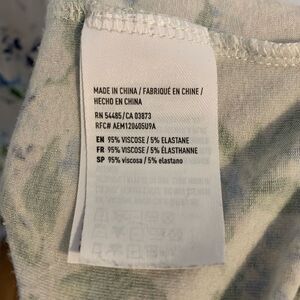 MADE IN CHINA / FABRIQUÉ EN CHINE /
HECHO EN CHINA
RN 54485/CA 03873
RFC# AEM120605U9A
EN 95% VISCOSE / 5% ELASTANE
FR 95% VISCOSE / 5% ÉLASTHANNE
SP 95% viscosa / 5% elastano